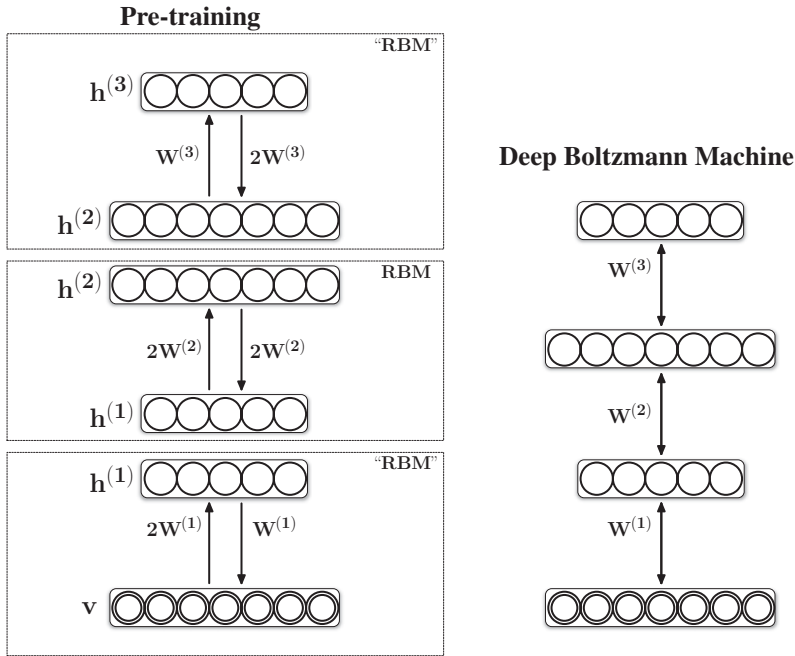 Pre-training
“RBM”
h^(3)
W^(3) 2W^(3)
h^(2)
RBM
h^(2)
2W^(2) 2W^(2)
h^(1)
“RBM”
h^(1)
2W^(1) W^(1)
v
Deep Boltzmann Machine
W^(3)
W^(2)
W^(1)